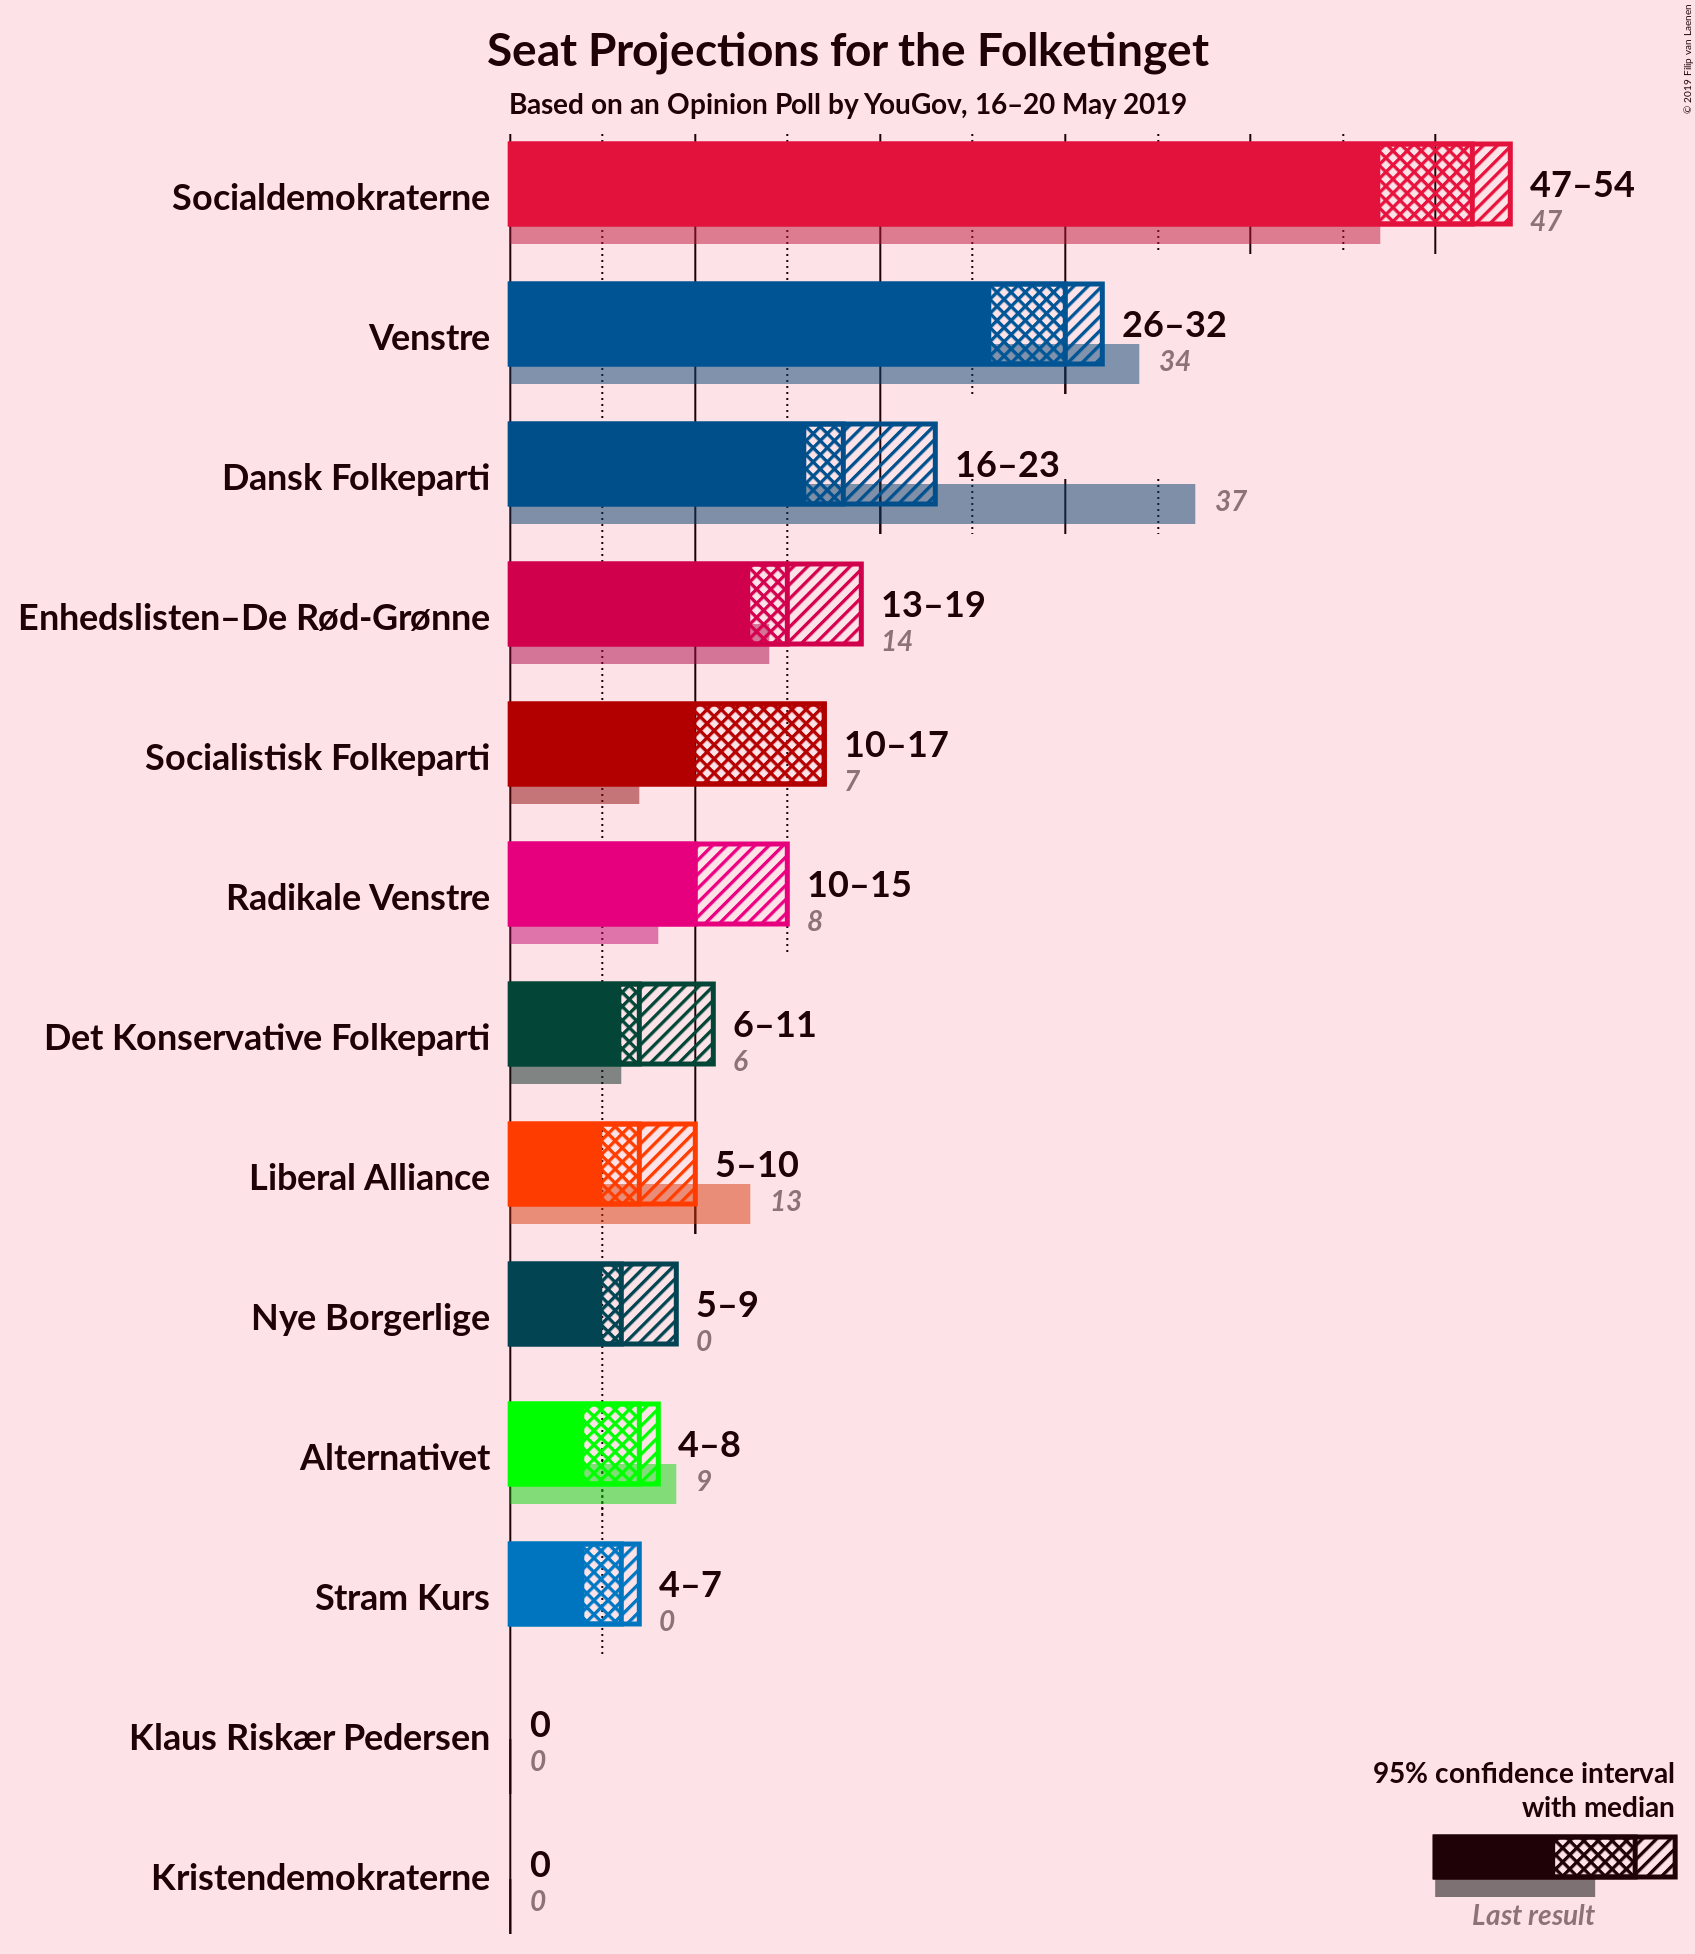 Seat Projections for the Folketinget
Based on an Opinion Poll by YouGov, 16–20 May 2019
© 2019 Filip van Laenen
Socialdemokraterne
47–54
47
Venstre
26–32
34
Dansk Folkeparti
16–23
37
Enhedslisten–De Rød-Grønne
13–19
14
Socialistisk Folkeparti
10–17
7
Radikale Venstre
10–15
8
Det Konservative Folkeparti
6–11
6
Liberal Alliance
5–10
13
Nye Borgerlige
5–9
0
Alternativet
4–8
9
Stram Kurs
4–7
0
Klaus Riskær Pedersen
0
0
Kristendemokraterne
0
0
95% confidence interval
with median
Last result